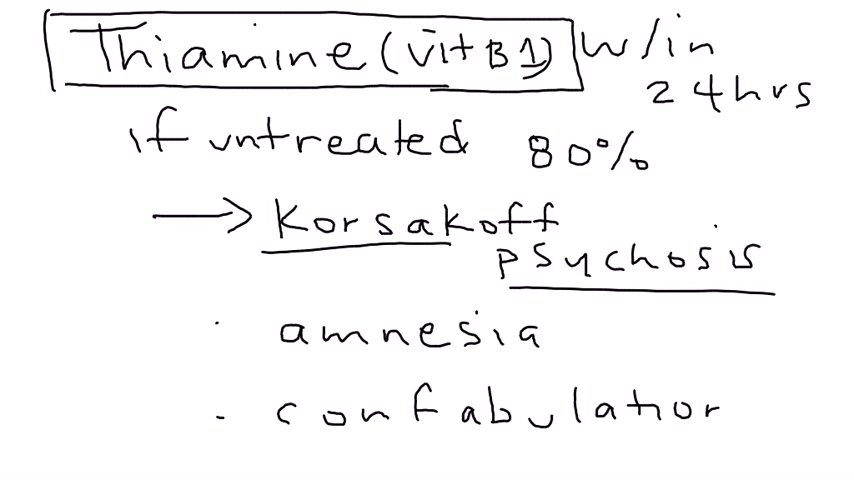 Thiamine (Vit B1) w/in
24hrs
if untreated 80%
→ Korsakoff
psychosis
· amnesia
- confabulation